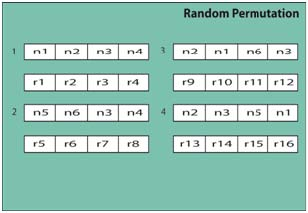 Random Permutation
1 n1 n2 n3 n4
r1 r2 r3 r4
2 n5 n6 n3 n4
r5 r6 r7 r8
3 n2 n1 n6 n3
r9 r10 r11 r12
4 n2 n3 n5 n1
r13 r14 r15 r16